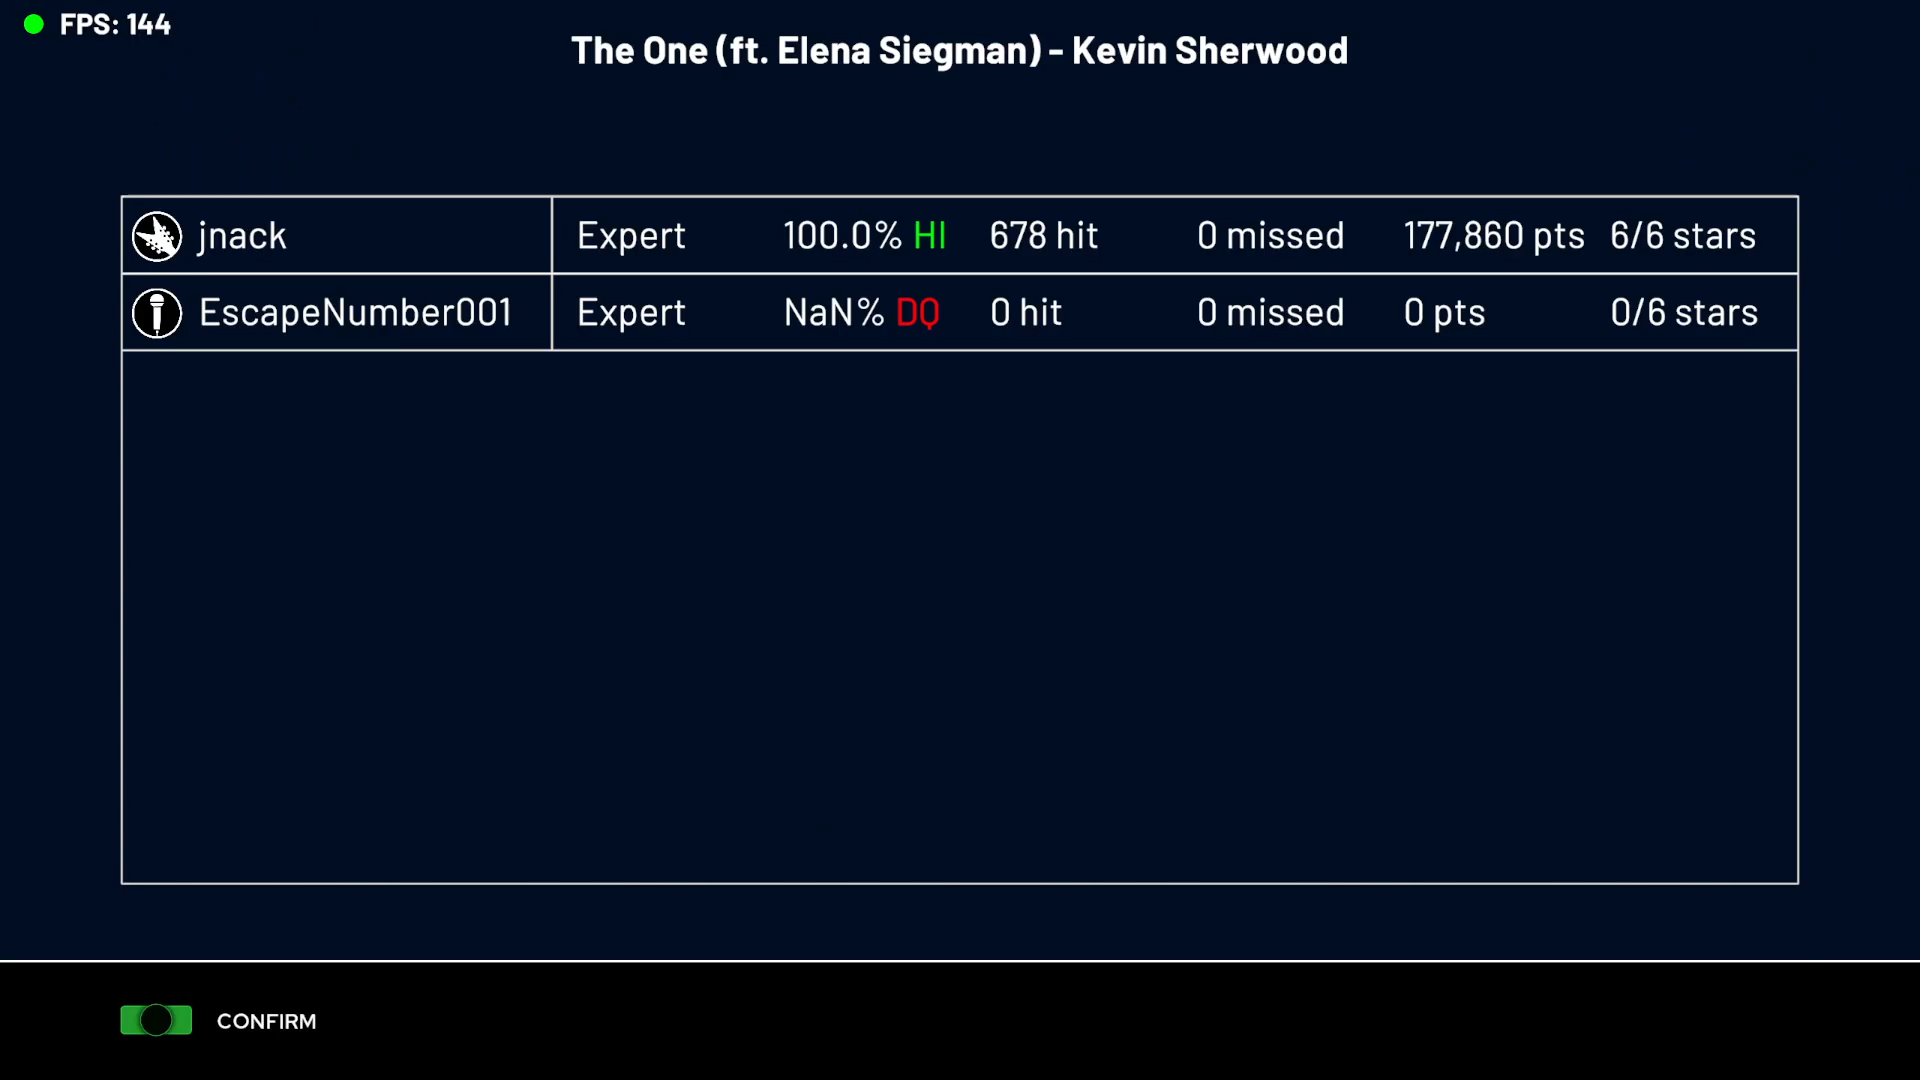 FPS: 144
The One (ft. Elena Siegman) - Kevin Sherwood
jnack Expert 100.0% HI 678 hit 0 missed 177,860 pts 6/6 stars
EscapeNumber001 Expert NaN% DQ 0 hit 0 missed 0 pts 0/6 stars
CONFIRM